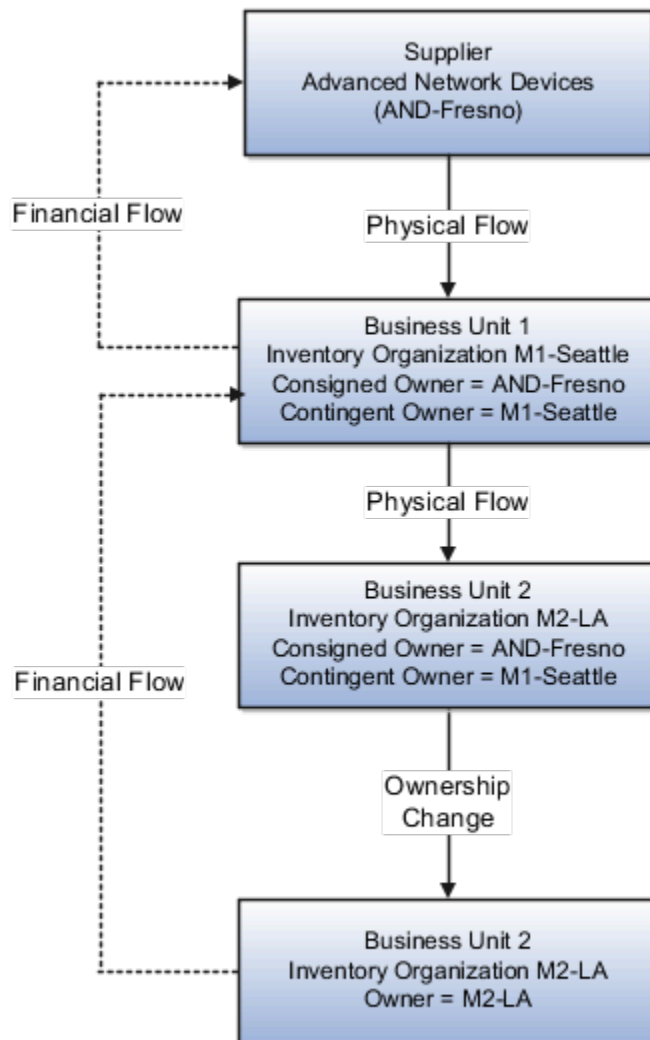 Supplier
Advanced Network Devices
(AND-Fresno)
Financial Flow
Physical Flow
Business Unit 1
Inventory Organization M1-Seattle
Consigned Owner = AND-Fresno
Contingent Owner = M1-Seattle
Physical Flow
Business Unit 2
Inventory Organization M2-LA
Consigned Owner = AND-Fresno
Contingent Owner = M1-Seattle
Financial Flow
Ownership
Change
Business Unit 2
Inventory Organization M2-LA
Owner = M2-LA